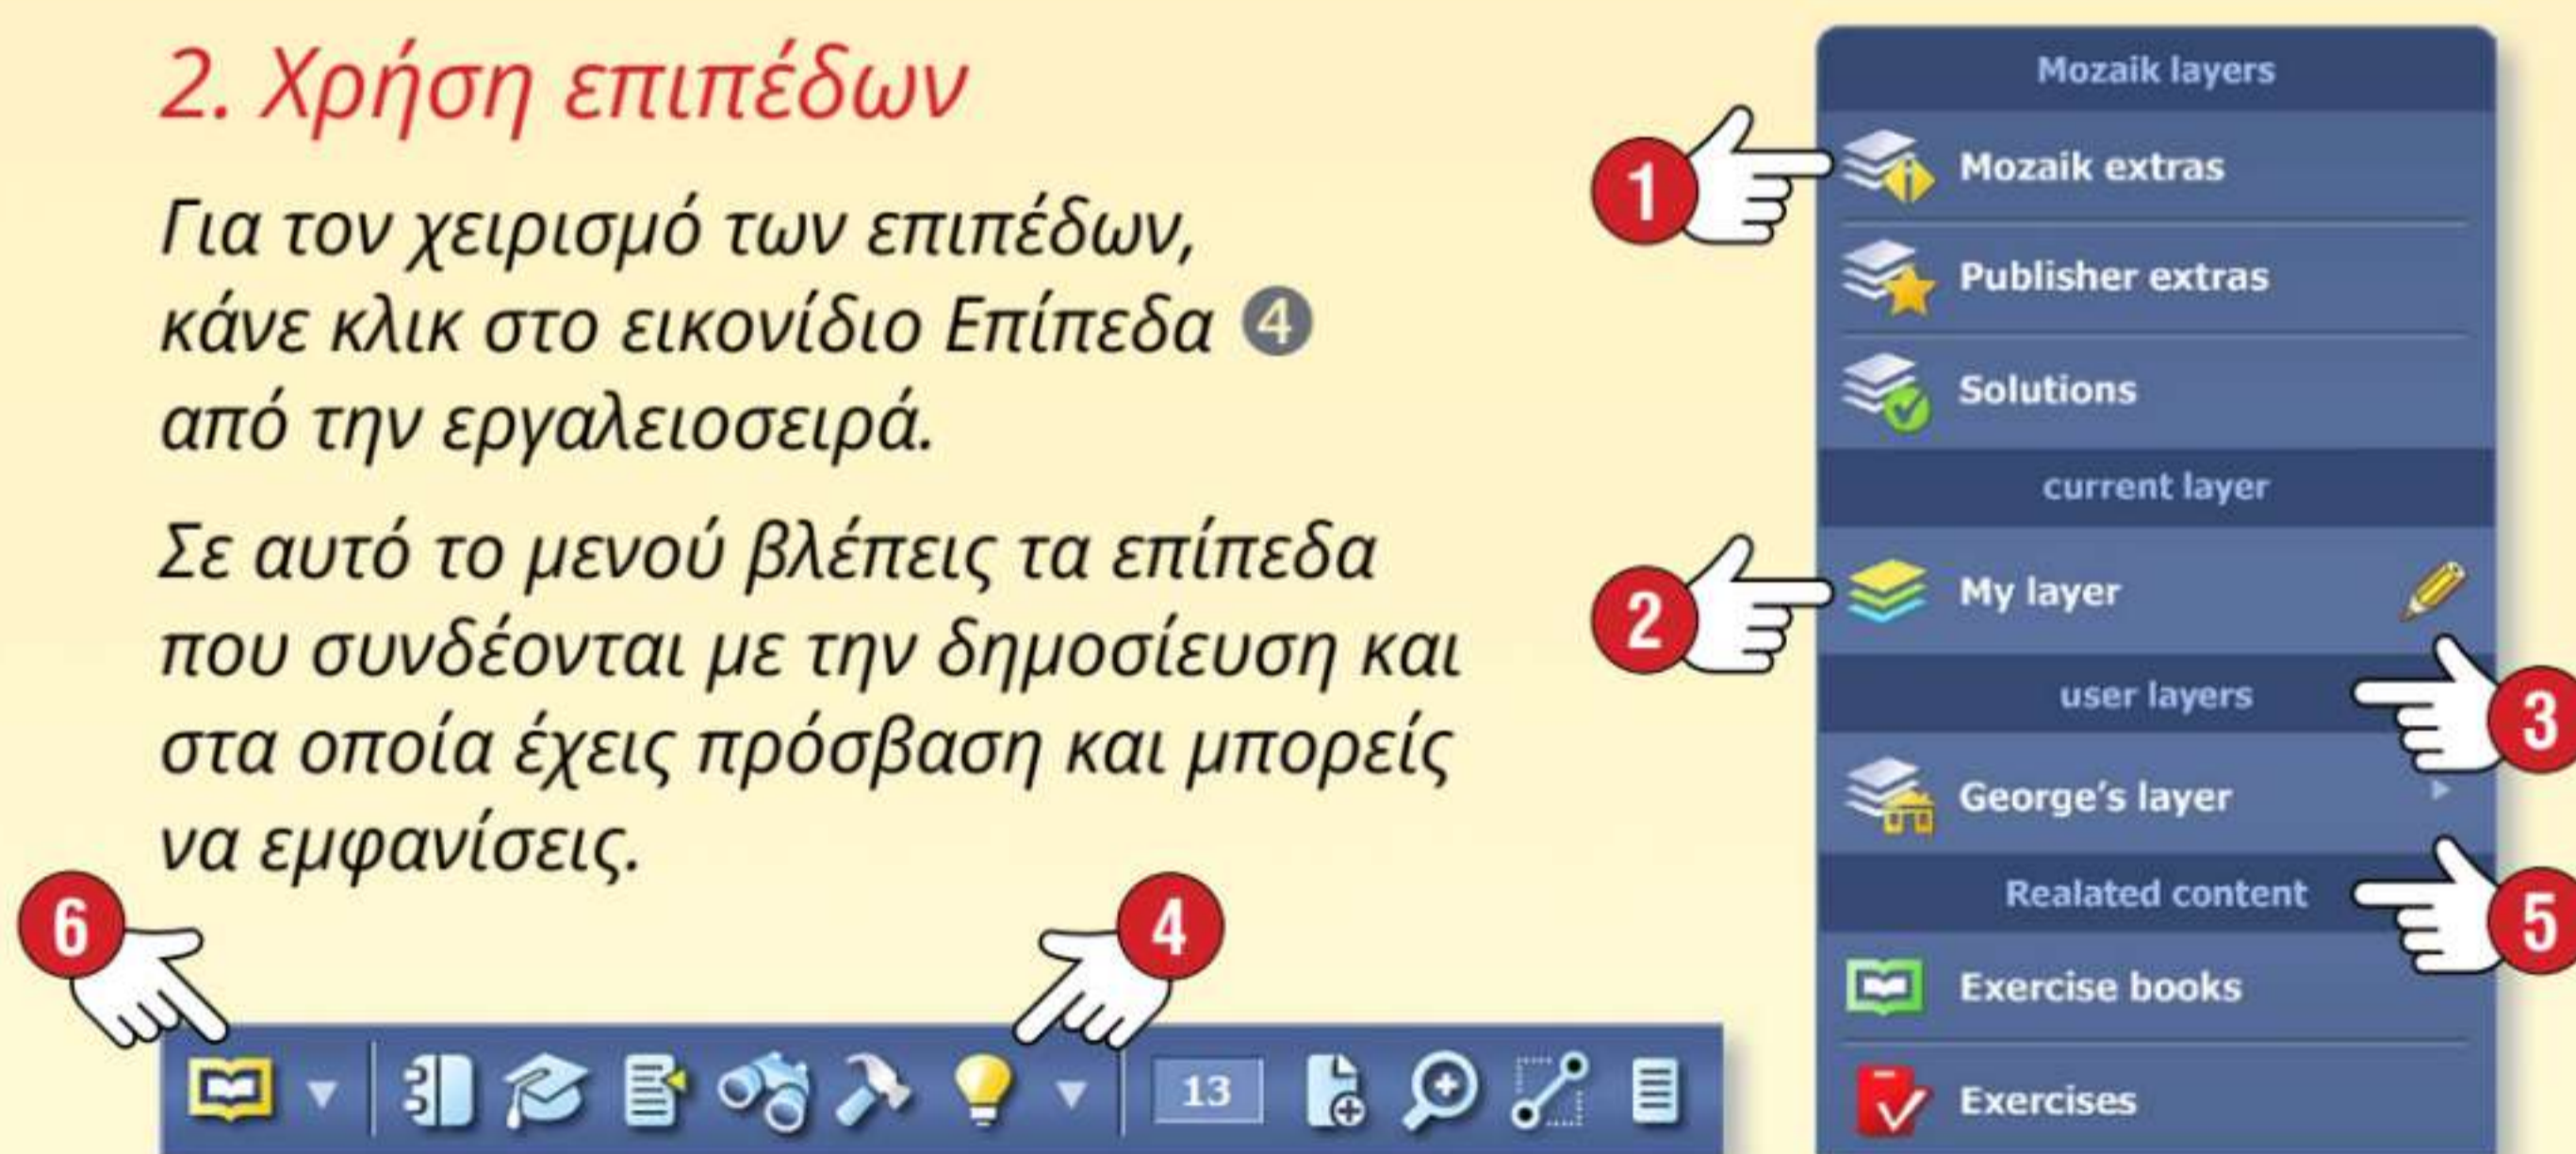 2. Χρήση επιπέδων
Για τον χειρισμό των επιπέδων,
κάνε κλικ στο εικονίδιο Επίπεδα 4
από την εργαλειοσειρά.
Σε αυτό το μενού βλέπεις τα επίπεδα
που συνδέονται με την δημοσίευση και
στα οποία έχεις πρόσβαση και μπορείς
να εμφανίσεις.
6
4
13
Mozaik layers
1
Mozaik extras
Publisher extras
Solutions
current layer
2
My layer
user layers
3
George's layer
Realated content
5
Exercise books
Exercises